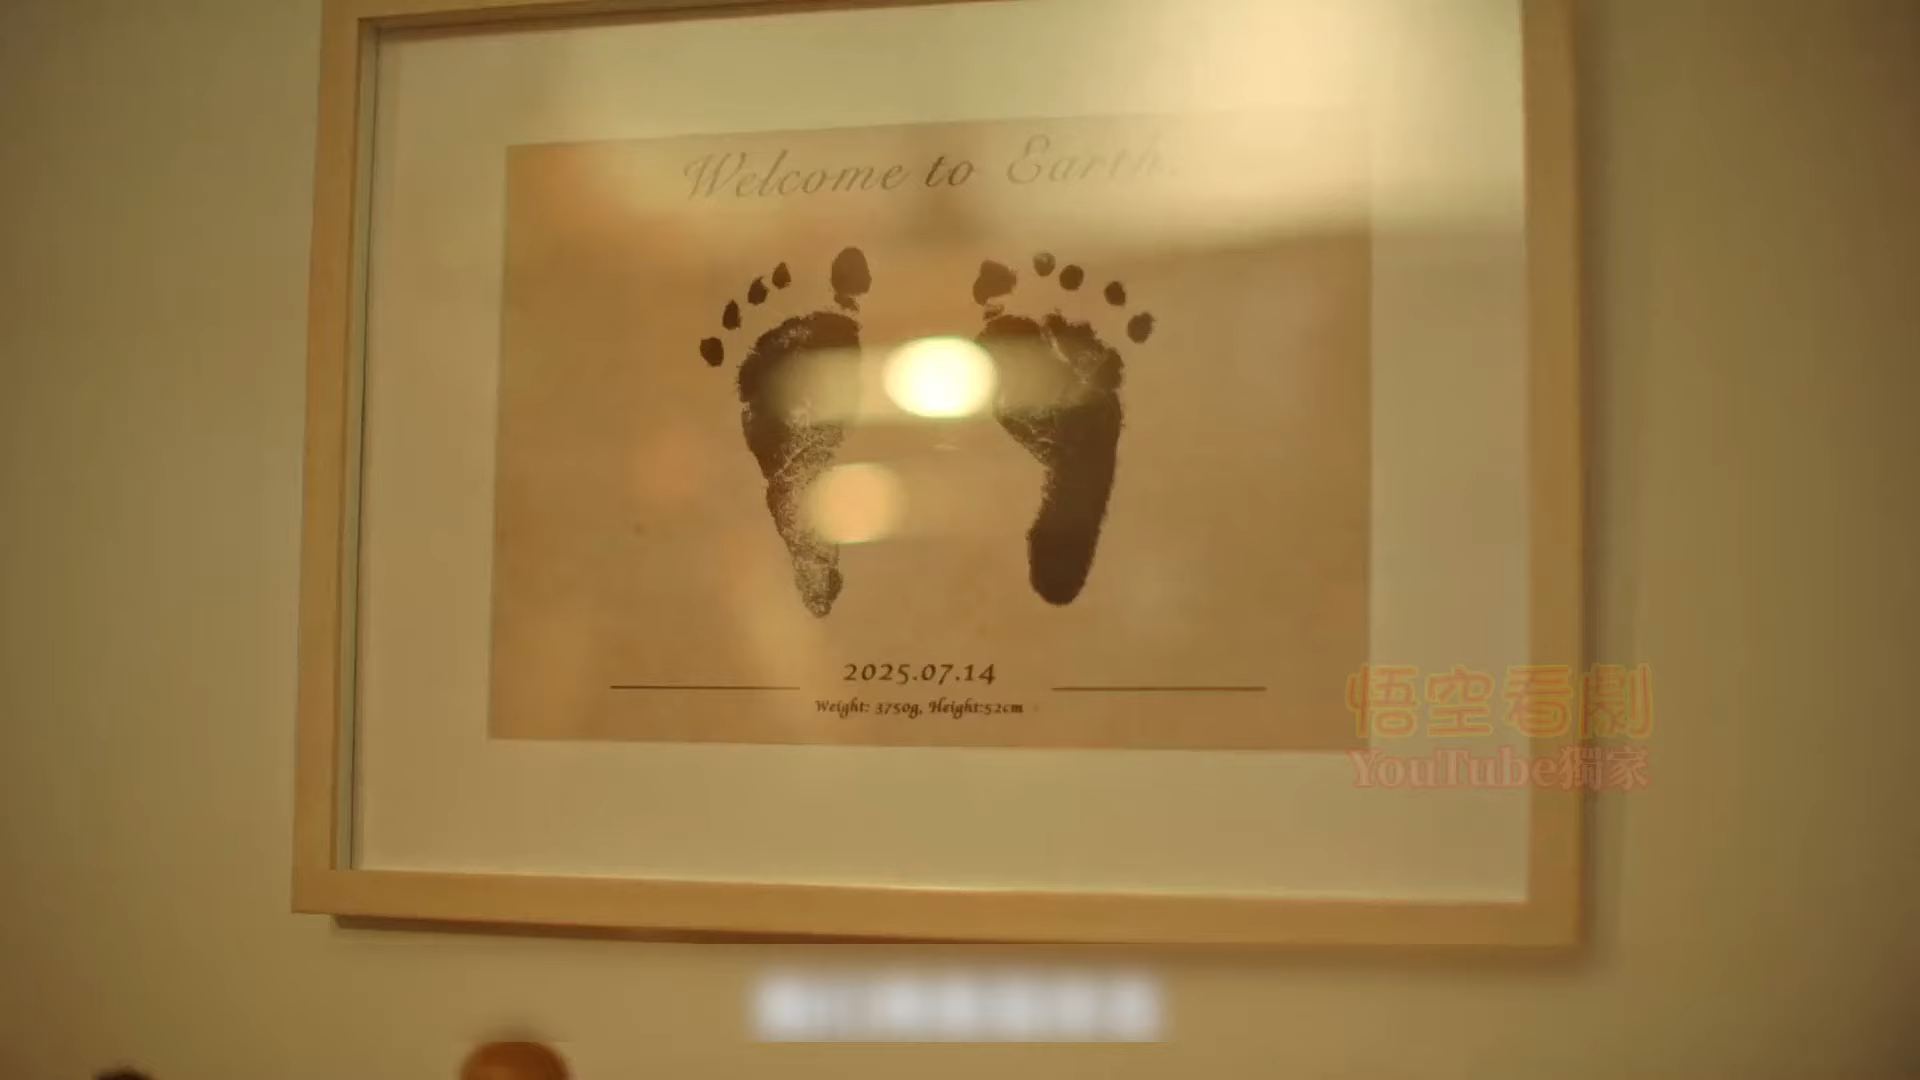 Welcome to Earth.
2025.07.14
Weight: 3750g, Height:52cm
悟空看劇
YouTube獨家